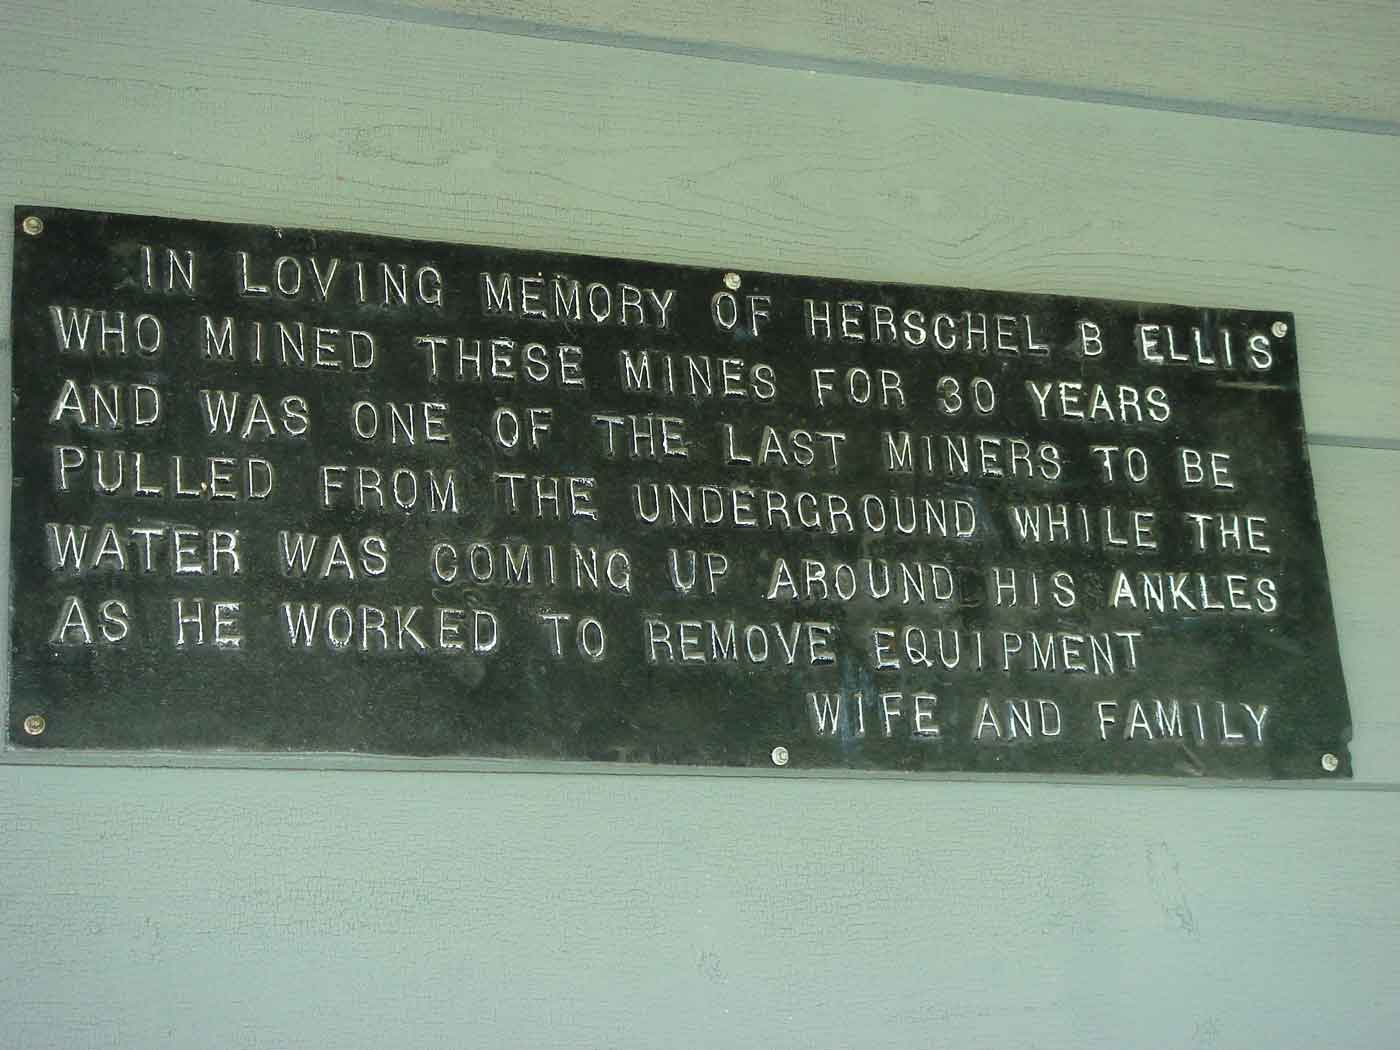 IN LOVING MEMORY OF HERSCHEL B ELLIS
WHO MINED THESE MINES FOR 30 YEARS
AND WAS ONE OF THE LAST MINERS TO BE
PULLED FROM THE UNDERGROUND WHILE THE
WATER WAS COMING UP AROUND HIS ANKLES
AS HE WORKED TO REMOVE EQUIPMENT
WIFE AND FAMILY